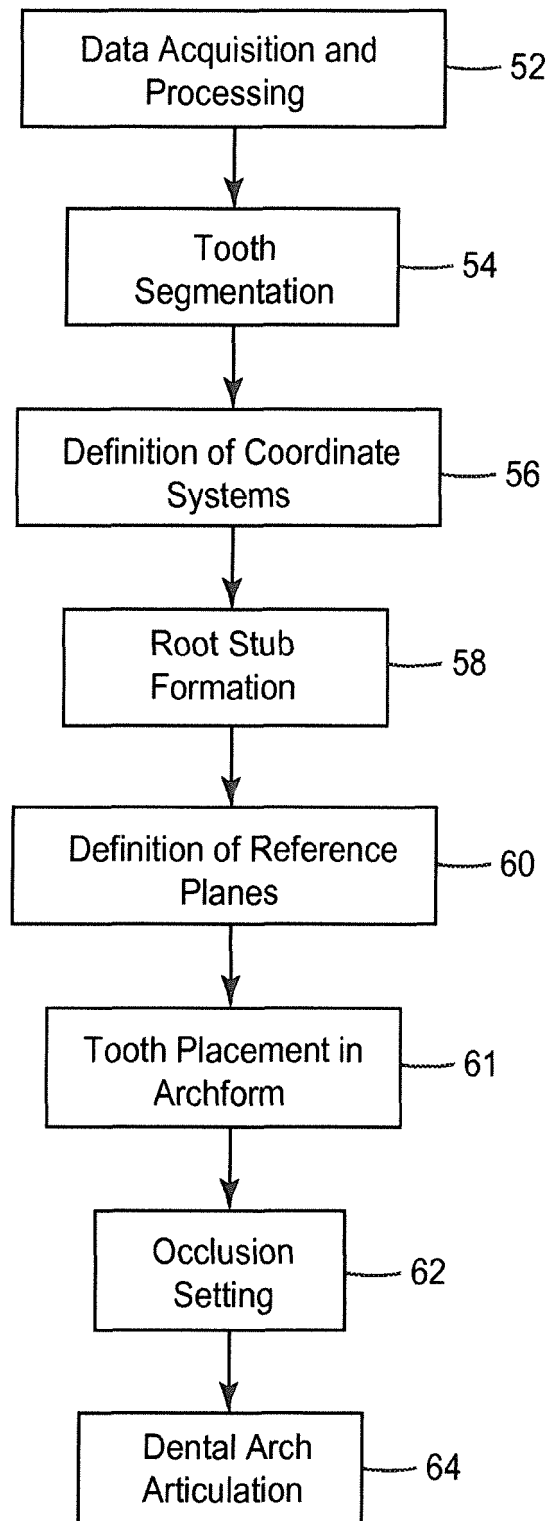 Data Acquisition and
Processing
52
Tooth
Segmentation
54
Definition of Coordinate
Systems
56
Root Stub
Formation
58
Definition of Reference
Planes
60
Tooth Placement in
Archform
61
Occlusion
Setting
62
Dental Arch
Articulation
64